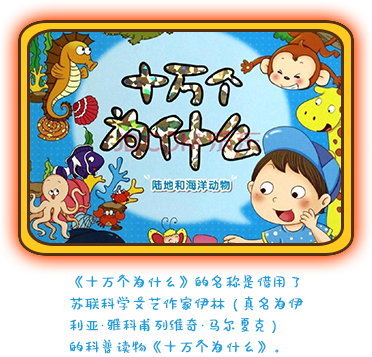 十万个
为什么
陆地和海洋动物
《十万个为什么》的名称是借用了
苏联科学文艺作家伊林（真名为伊
利亚·雅科甫列维奇·马尔夏克）
的科普读物《十万个为什么》。